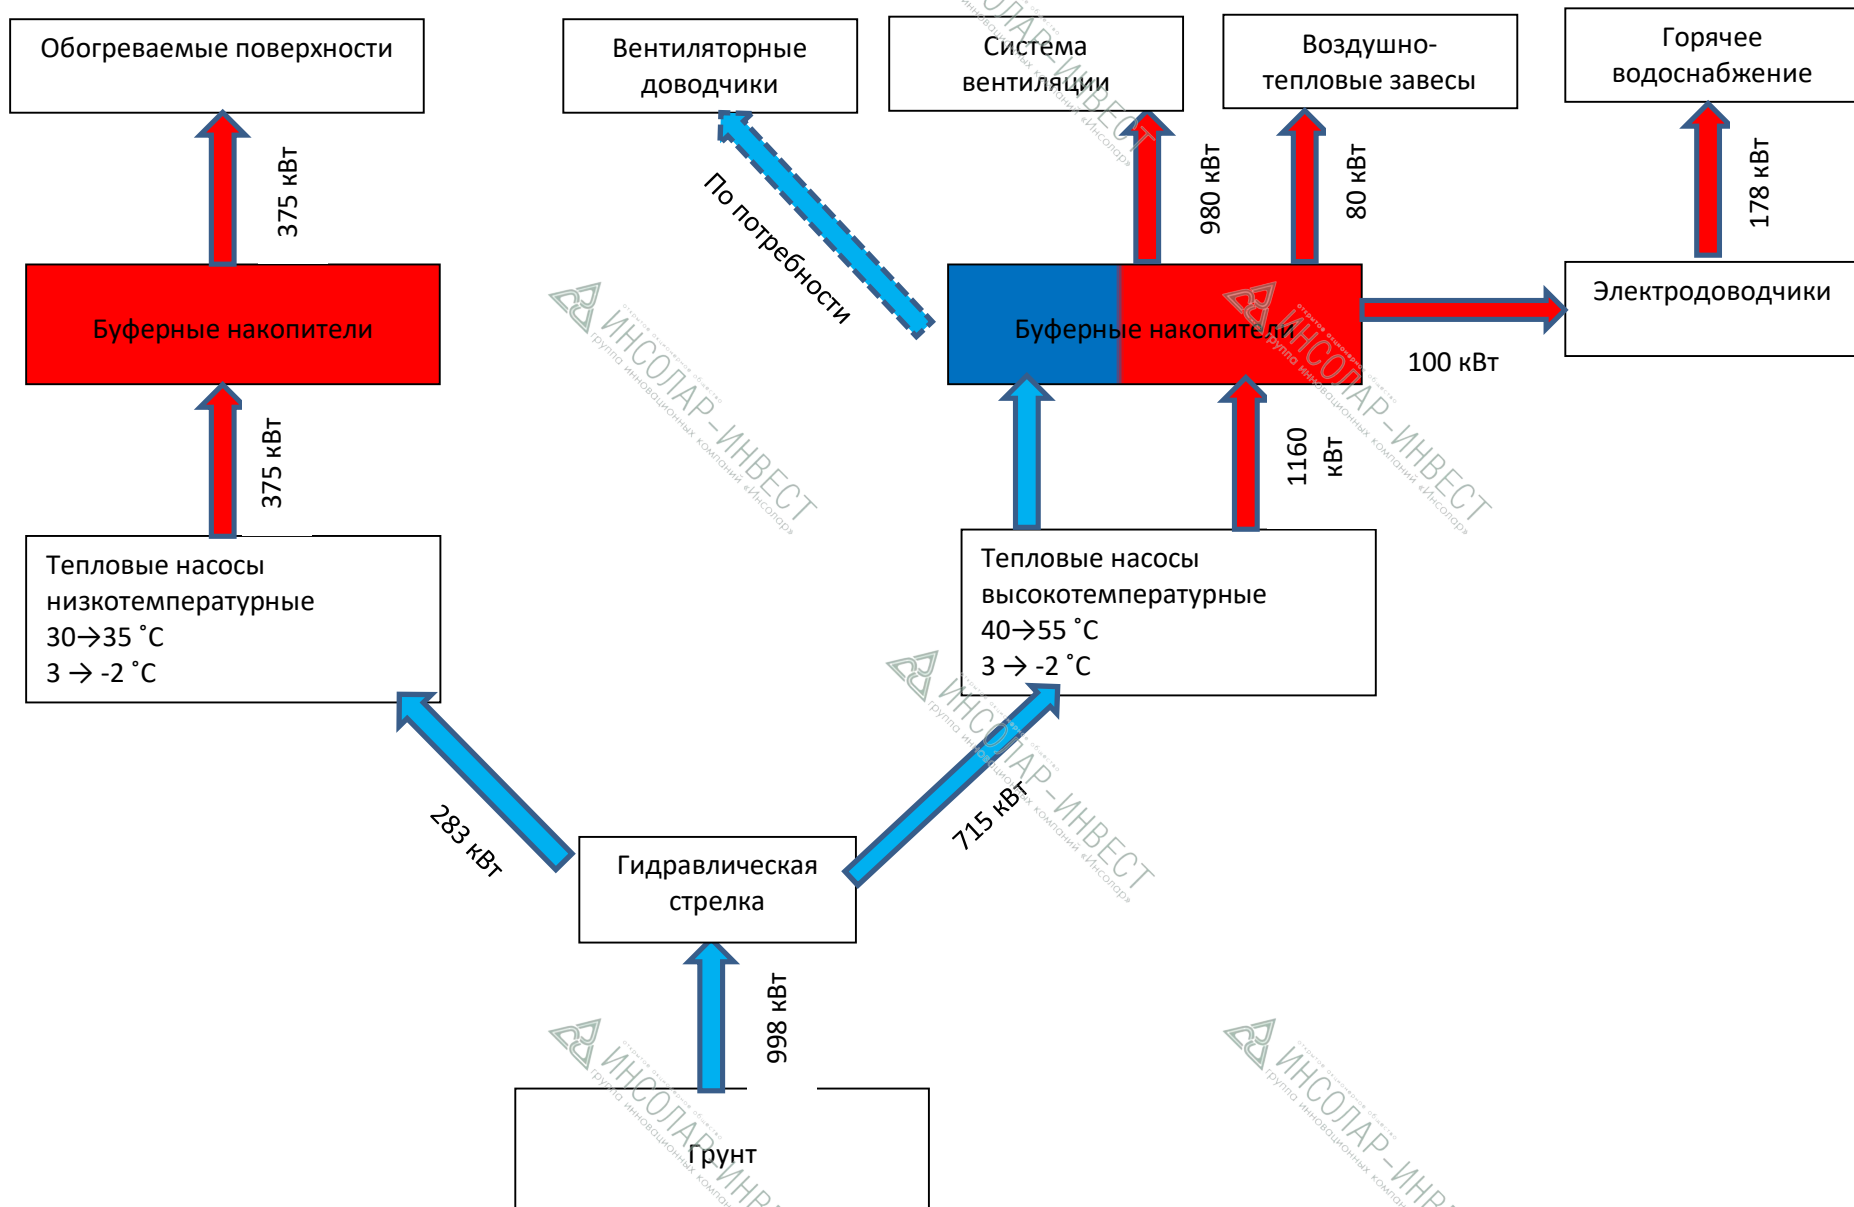 Обогреваемые поверхности
Вентиляторные
доводчики
Система
вентиляции
Воздушно-
тепловые завесы
Горячее
водоснабжение
375 кВт
По потребности
980 кВт
80 кВт
178 кВт
Буферные накопители
Буферные накопители
Электродоводчики
100 кВт
375 кВт
1160
кВт
Тепловые насосы
низкотемпературные
30→35 ˚C
3 → -2 ˚C
Тепловые насосы
высокотемпературные
40→55 ˚C
3 → -2 ˚C
283 кВт
715 кВт
Гидравлическая
стрелка
998 кВт
Грунт
открытое акционерное общество
ИНСОЛАР-ИНВЕСТ
группа инновационных компаний «Инсолар»